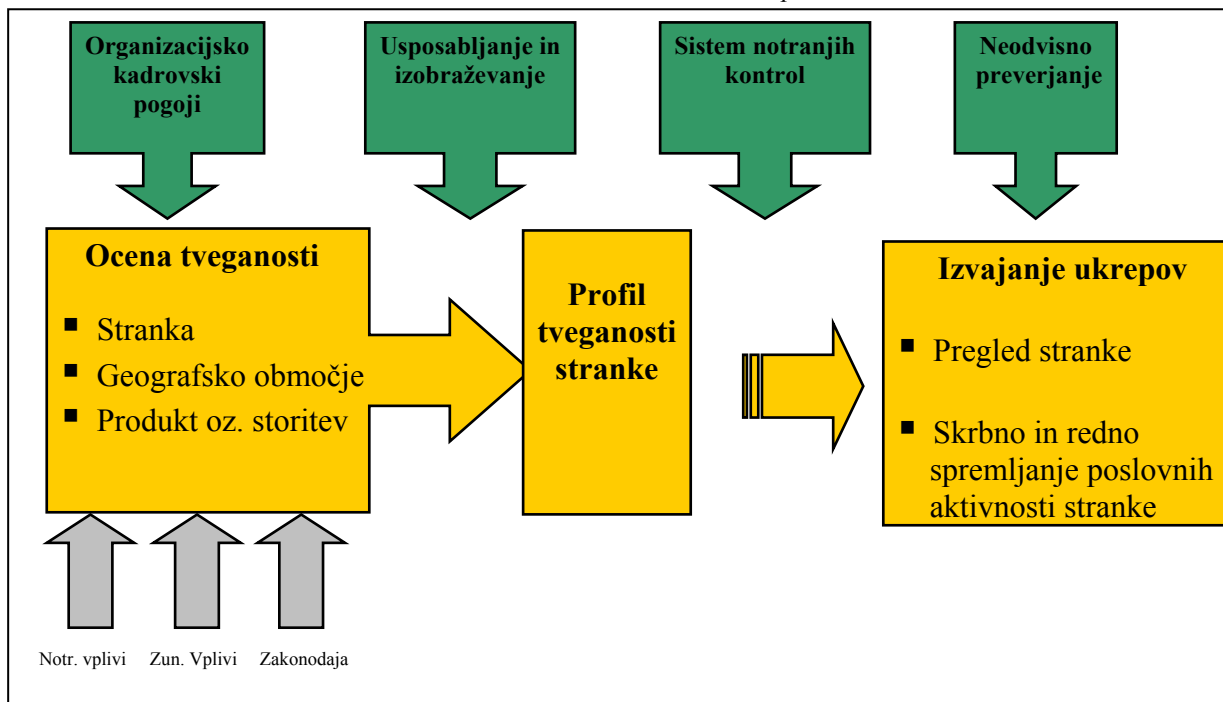 Organizacijsko
kadrovski
pogoji
Usposabljanje in
izobraževanje
Sistem notranjih
kontrol
Neodvisno
preverjanje
Ocena tveganosti
▪ Stranka
▪ Geografsko območje
▪ Produkt oz. storitev
Profil
tveganosti
stranke
Izvajanje ukrepov
▪ Pregled stranke
▪ Skrbno in redno
spremljanje poslovnih
aktivnosti stranke
Notr. vplivi
Zun. Vplivi
Zakonodaja